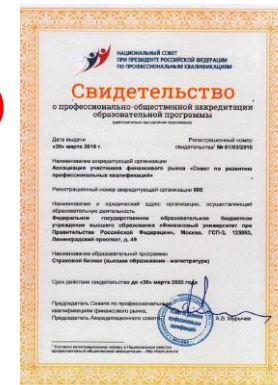 НАЦИОНАЛЬНЫЙ СОВЕТ
ПРИ ПРЕЗИДЕНТЕ РОССИЙСКОЙ ФЕДЕРАЦИИ
ПО ПРОФЕССИОНАЛЬНЫМ КВАЛИФИКАЦИЯМ
Свидетельство
о профессионально-общественной аккредитации
образовательной программы
Дата выдачи Регистрационный номер
«30» марта 2018 г. свидетельства¹ № 01/03/2018
Наименование аккредитующей организации
Ассоциация участников финансового рынка «Совет по развитию
профессиональных квалификаций»
Регистрационный номер аккредитующей организации 005
Наименование и юридический адрес организации, осуществляющей
образовательную деятельность
Федеральное государственное образовательное бюджетное
учреждение высшего образования «Финансовый университет при
Правительстве Российской Федерации», Москва, ГСП-3, 125993,
Ленинградский проспект, д. 49
Наименование образовательной программы
Страховой бизнес (высшее образование - магистратура)
Срок действия свидетельства до «30» марта 2020 года
Председатель Совета по профессиональным
квалификациям финансового рынка,
Председатель Аккредитационного совета А.В. Мурычев